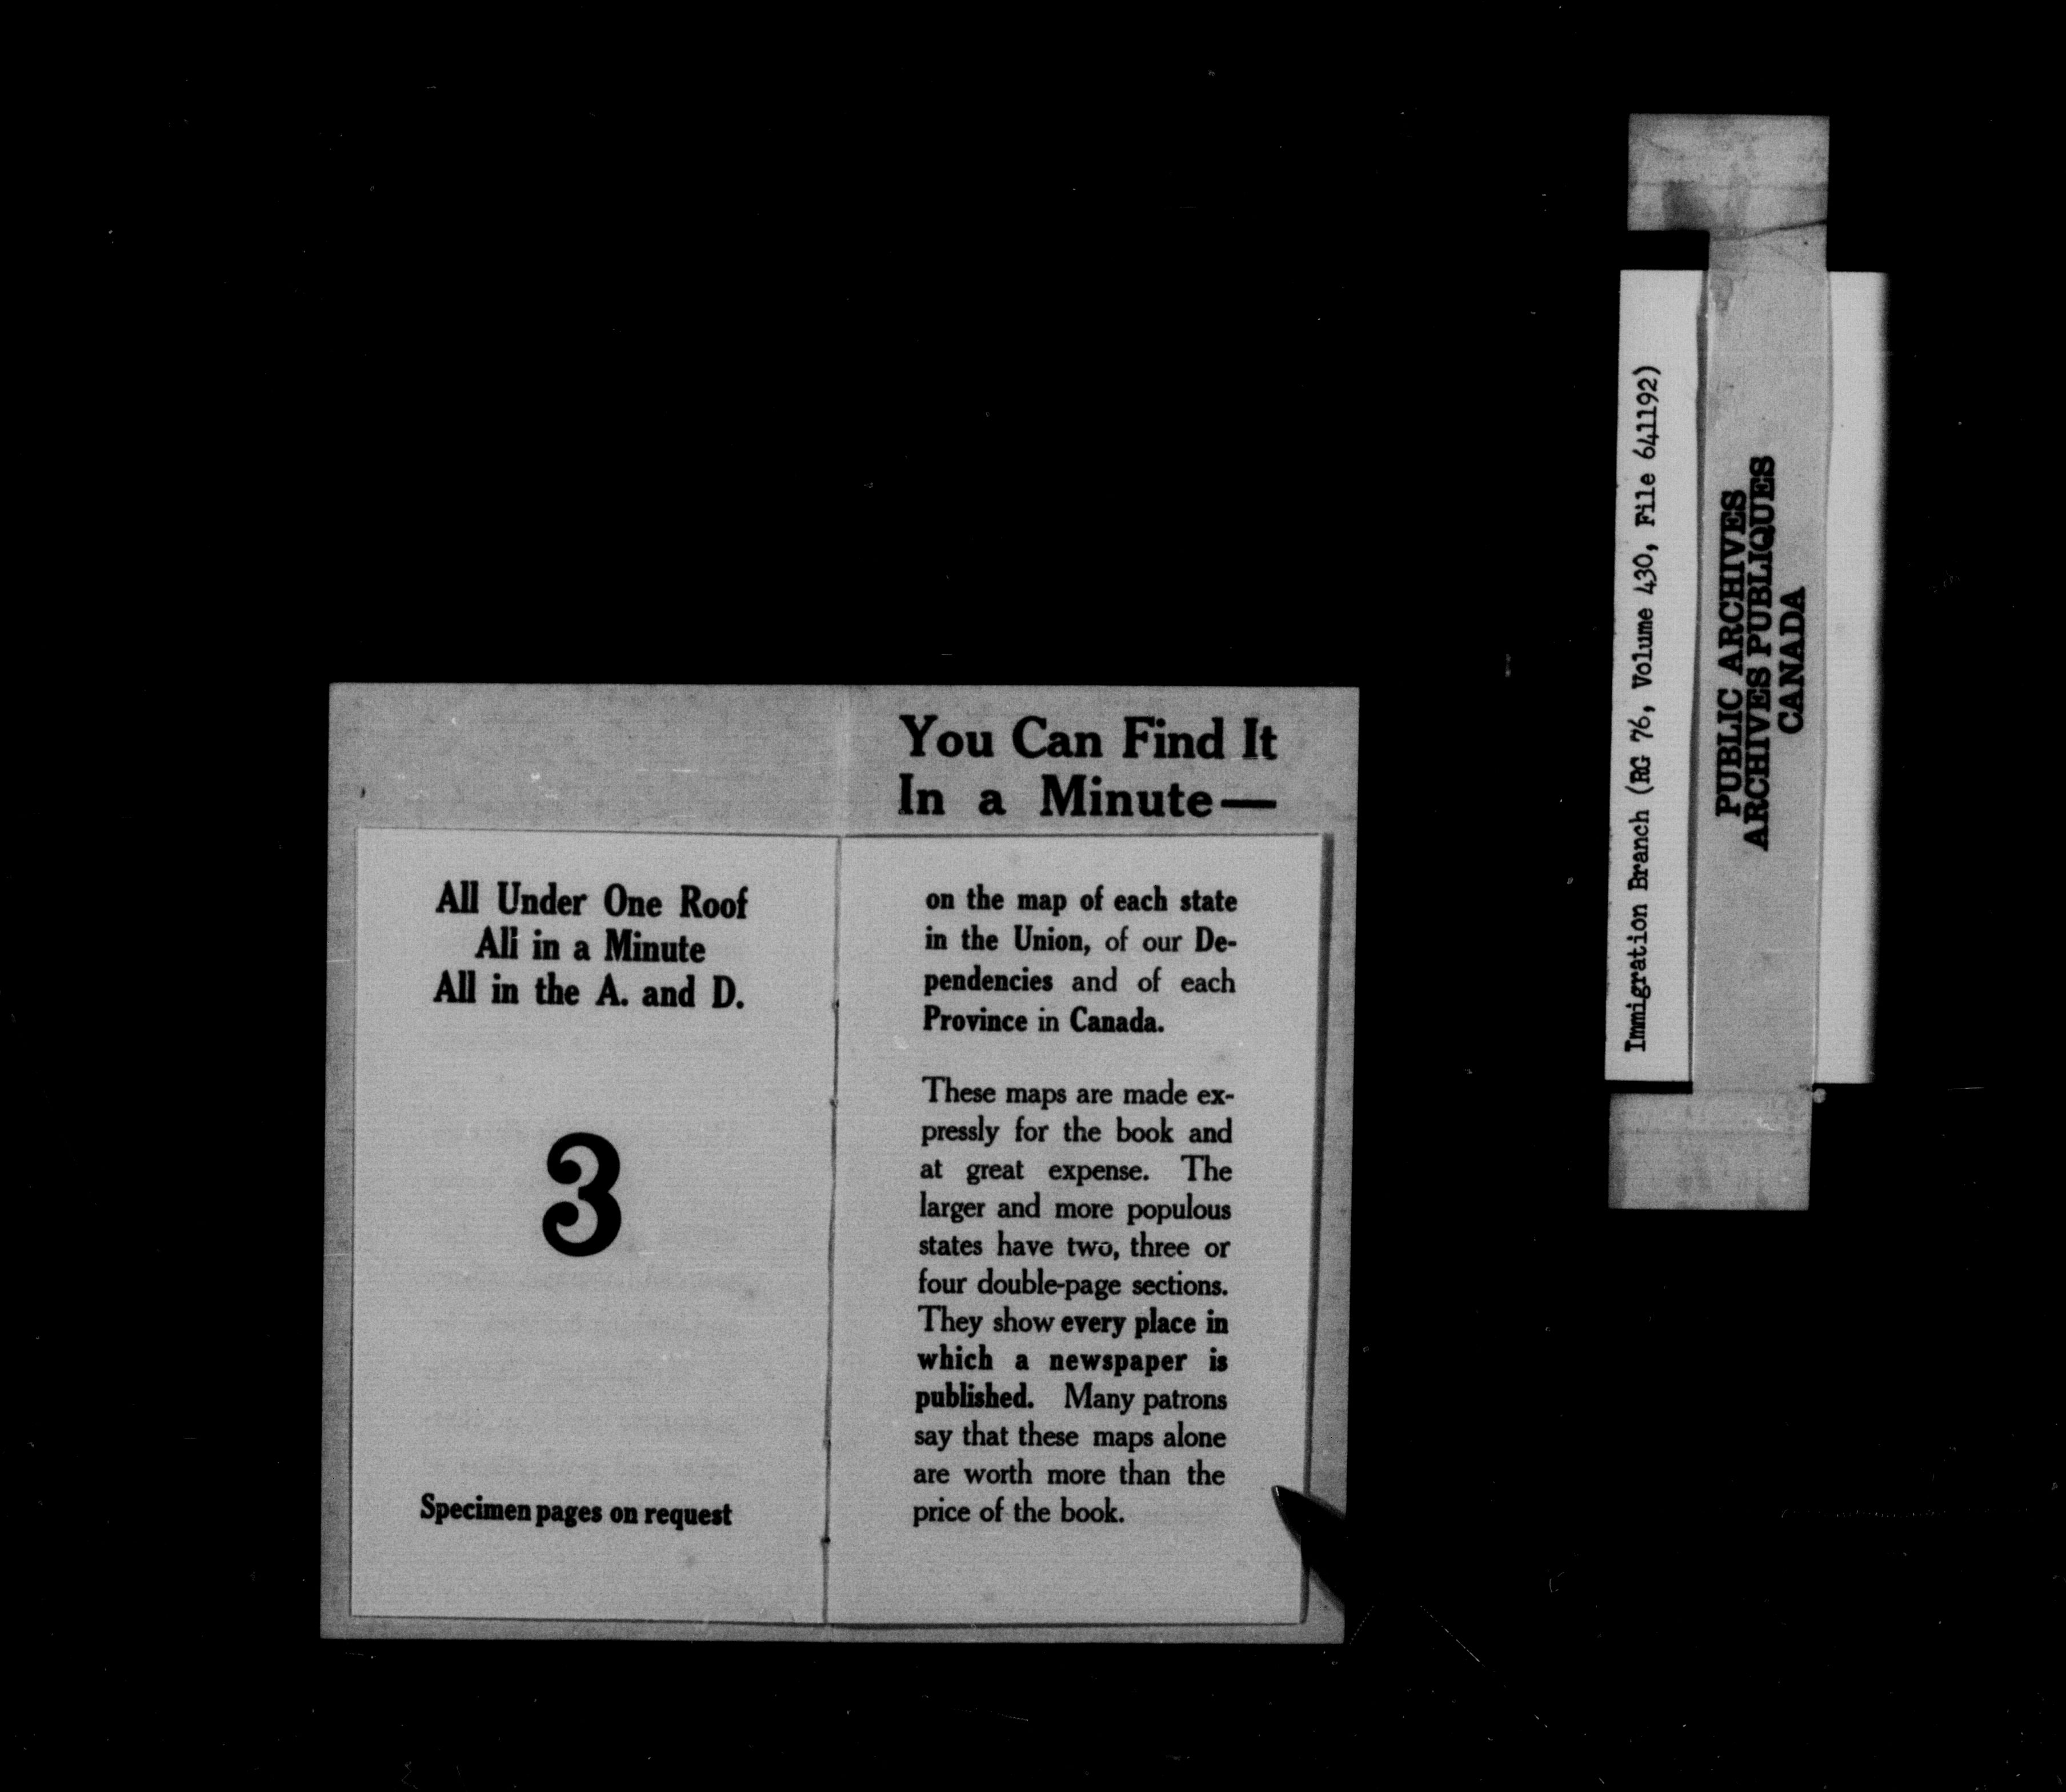 You Can Find It
In a Minute—
All Under One Roof
All in a Minute
All in the A. and D.
3
Specimen pages on request
on the map of each state
in the Union, of our De-
pendencies and of each
Province in Canada.
These maps are made ex-
pressly for the book and
at great expense. The
larger and more populous
states have two, three or
four double-page sections.
They show every place in
which a newspaper is
published. Many patrons
say that these maps alone
are worth more than the
price of the book.
Immigration Branch (RG 76, Volume 430, File 641192)
PUBLIC ARCHIVES
ARCHIVES PUBLIQUES
CANADA